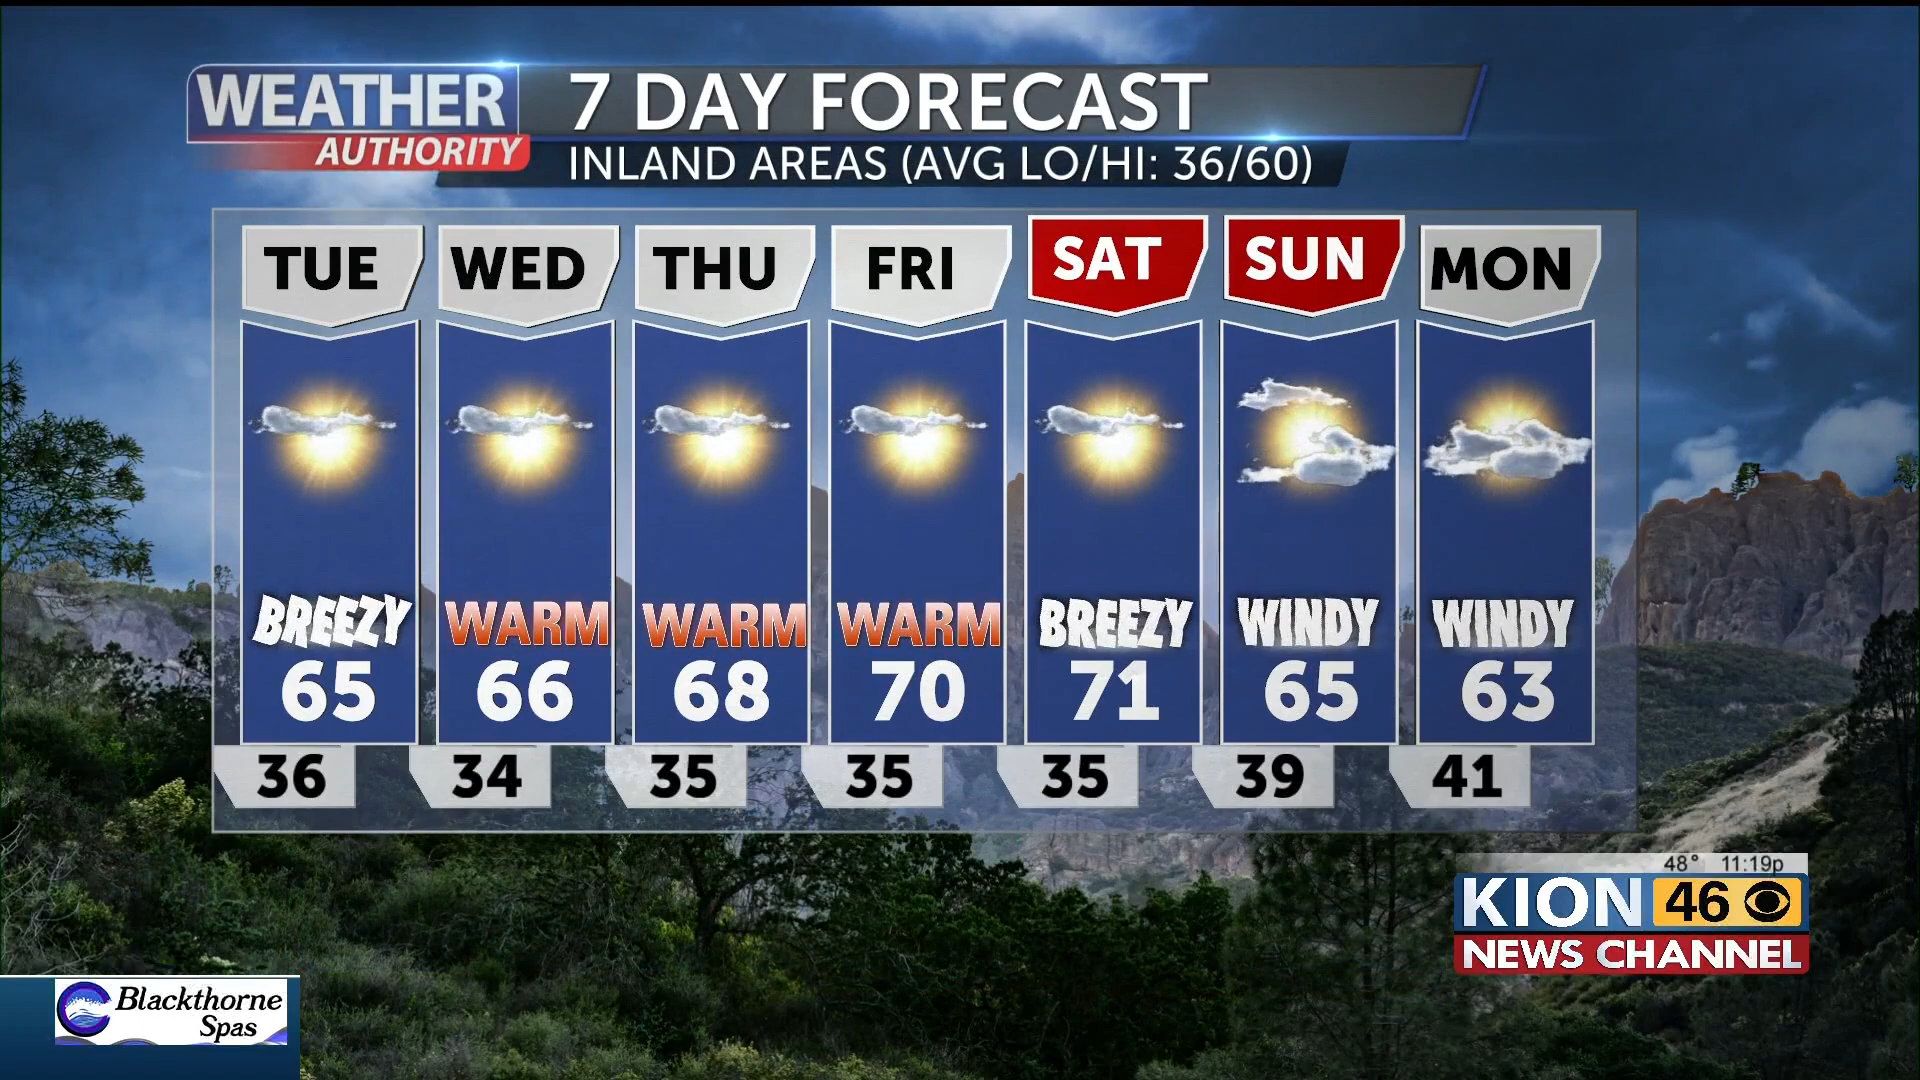 WEATHER
AUTHORITY
7 DAY FORECAST
INLAND AREAS (AVG LO/HI: 36/60)
TUE WED THU FRI SAT SUN MON
BREEZY WARM WARM WARM BREEZY WINDY WINDY
65 66 68 70 71 65 63
36 34 35 35 35 39 41
48° 11:19p
KION 46
NEWS CHANNEL
Blackthorne
Spas